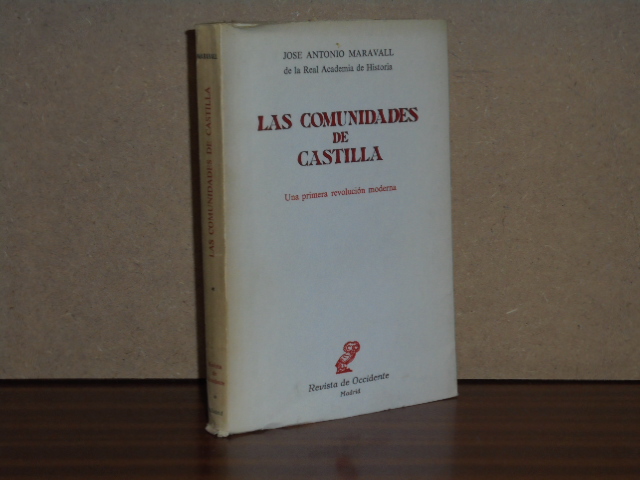 JOSE ANTONIO MARAVALL
de la Real Academia de Historia
LAS COMUNIDADES
DE
CASTILLA
Una primera revolución moderna
Revista de Occidente
Madrid
LAS COMUNIDADES DE CASTILLA